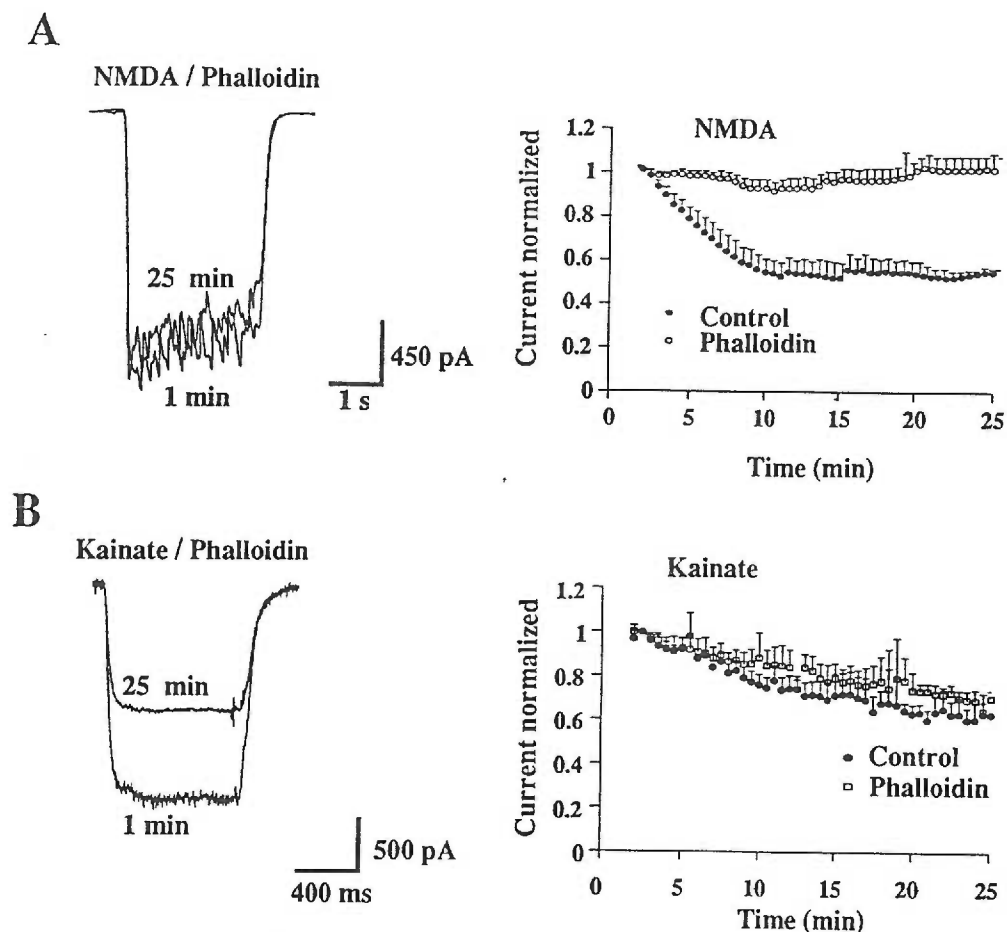 A
NMDA / Phalloidin
25 min
1 min
450 pA
1 s
NMDA
Current normalized
1.2
1
0.8
0.6
0.4
0.2
0
Control
Phalloidin
0 5 10 15 20 25
Time (min)
B
Kainate / Phalloidin
25 min
1 min
500 pA
400 ms
Kainate
Current normalized
1.2
1
0.8
0.6
0.4
0.2
0
Control
Phalloidin
0 5 10 15 20 25
Time (min)